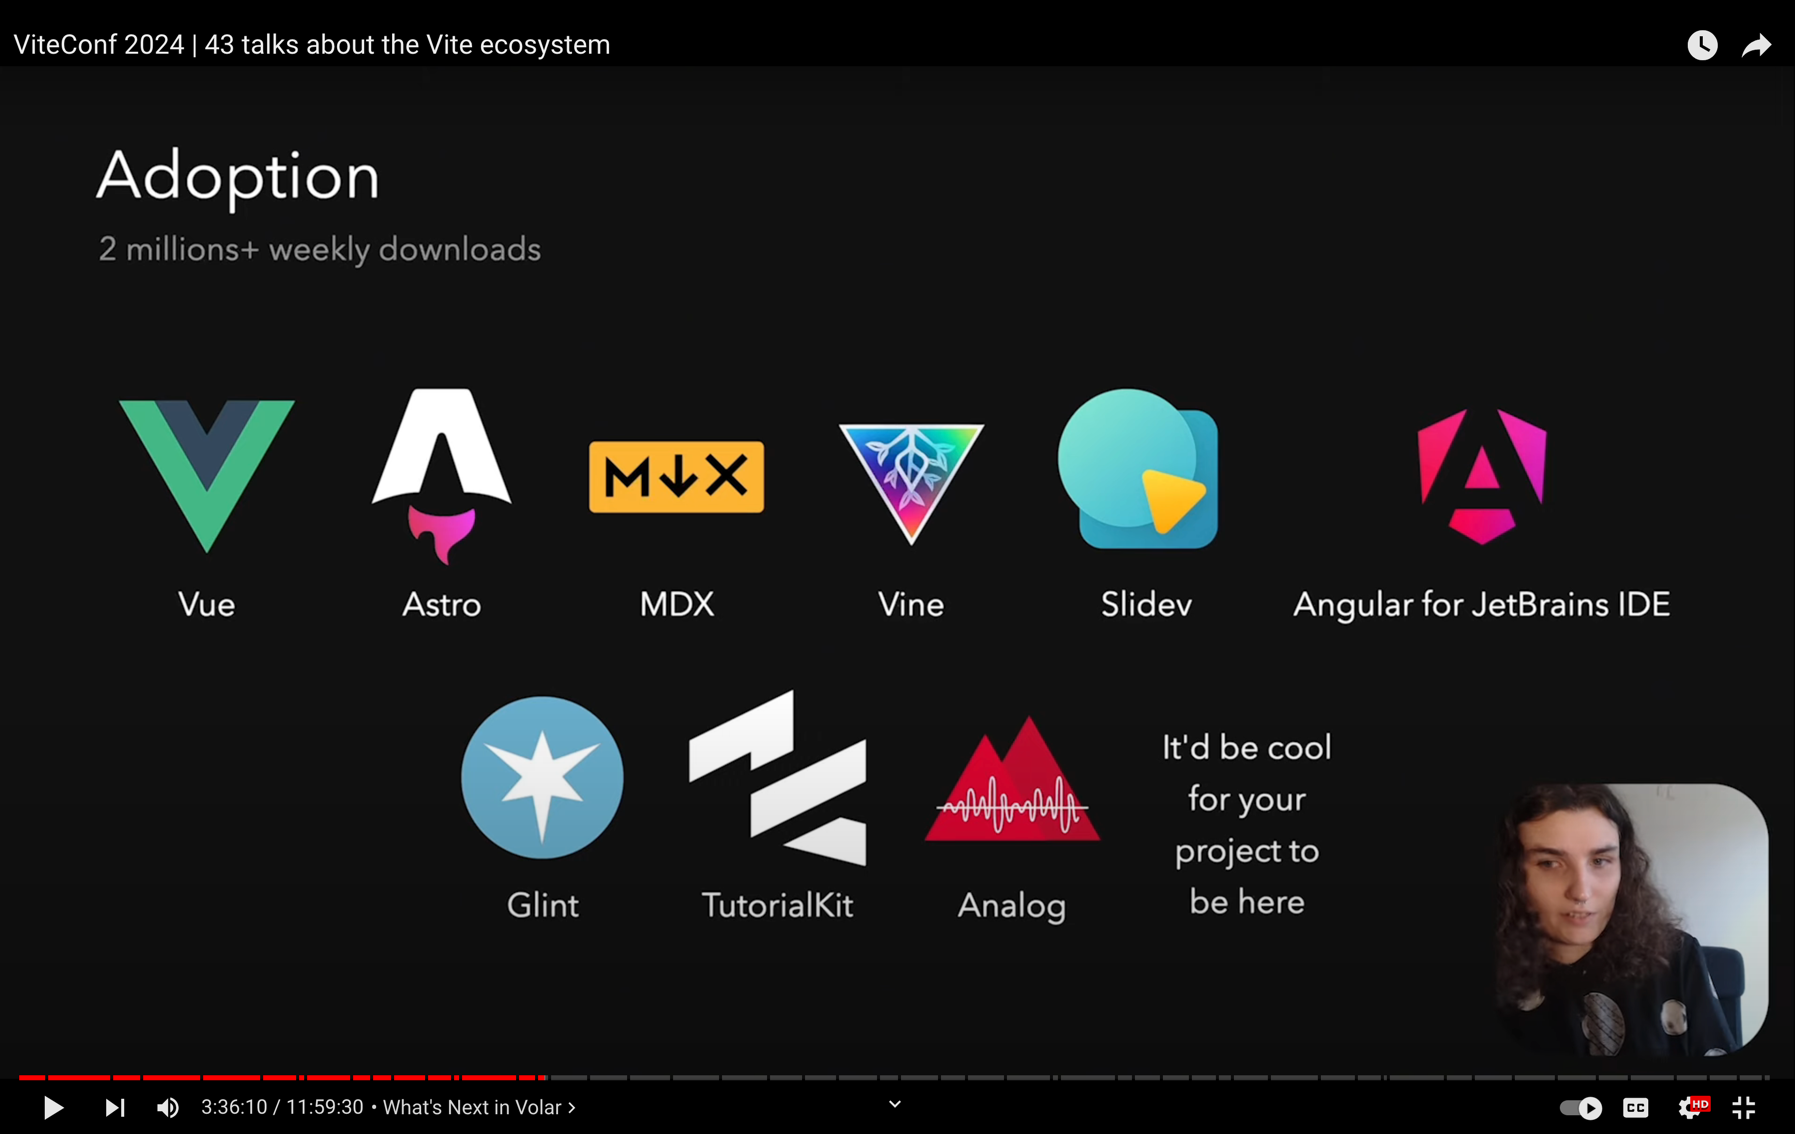 ViteConf 2024 | 43 talks about the Vite ecosystem
Adoption
2 millions+ weekly downloads
M↓X
Vue
Astro
MDX
Vine
Slidev
Angular for JetBrains IDE
Glint
TutorialKit
Analog
It'd be cool
for your
project to
be here
3:36:10 / 11:59:30 • What's Next in Volar >
CC
HD